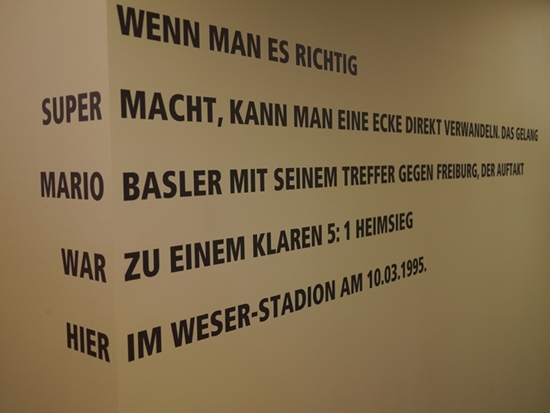 WENN MAN ES RICHTIG
SUPER MACHT, KANN MAN EINE ECKE DIREKT VERWANDELN. DAS GELANG
MARIO BASLER MIT SEINEM TREFFER GEGEN FREIBURG, DER AUFTAKT
WAR ZU EINEM KLAREN 5:1 HEIMSIEG
HIER IM WESER-STADION AM 10.03.1995.